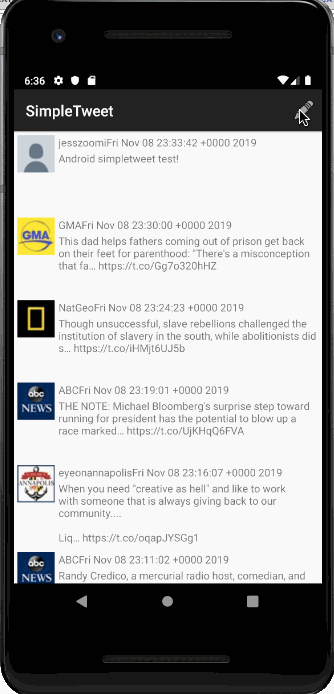 6:36
SimpleTweet
jesszoomiFri Nov 08 23:33:42 +0000 2019
Android simpletweet test!
GMA
GMAFri Nov 08 23:30:00 +0000 2019
This dad helps fathers coming out of prison get back
on their feet for parenthood: "There's a misconception
that fa… https://t.co/Gg7o320hHZ
NatGeoFri Nov 08 23:24:23 +0000 2019
Though unsuccessful, slave rebellions challenged the
institution of slavery in the south, while abolitionists did
s… https://t.co/iHMjt6UJ5b
abc
NEWS
ABCFri Nov 08 23:19:01 +0000 2019
THE NOTE: Michael Bloomberg's surprise step toward
running for president has the potential to blow up a
race marked… https://t.co/UjKHqQ6FVA
ANNAPOLIS
eyeonannapolisFri Nov 08 23:16:07 +0000 2019
When you need "creative as hell" and like to work
with someone that is always giving back to our
community....
Liq… https://t.co/oqapJYSGg1
abc
NEWS
ABCFri Nov 08 23:11:02 +0000 2019
Randy Credico, a mercurial radio host, comedian, and